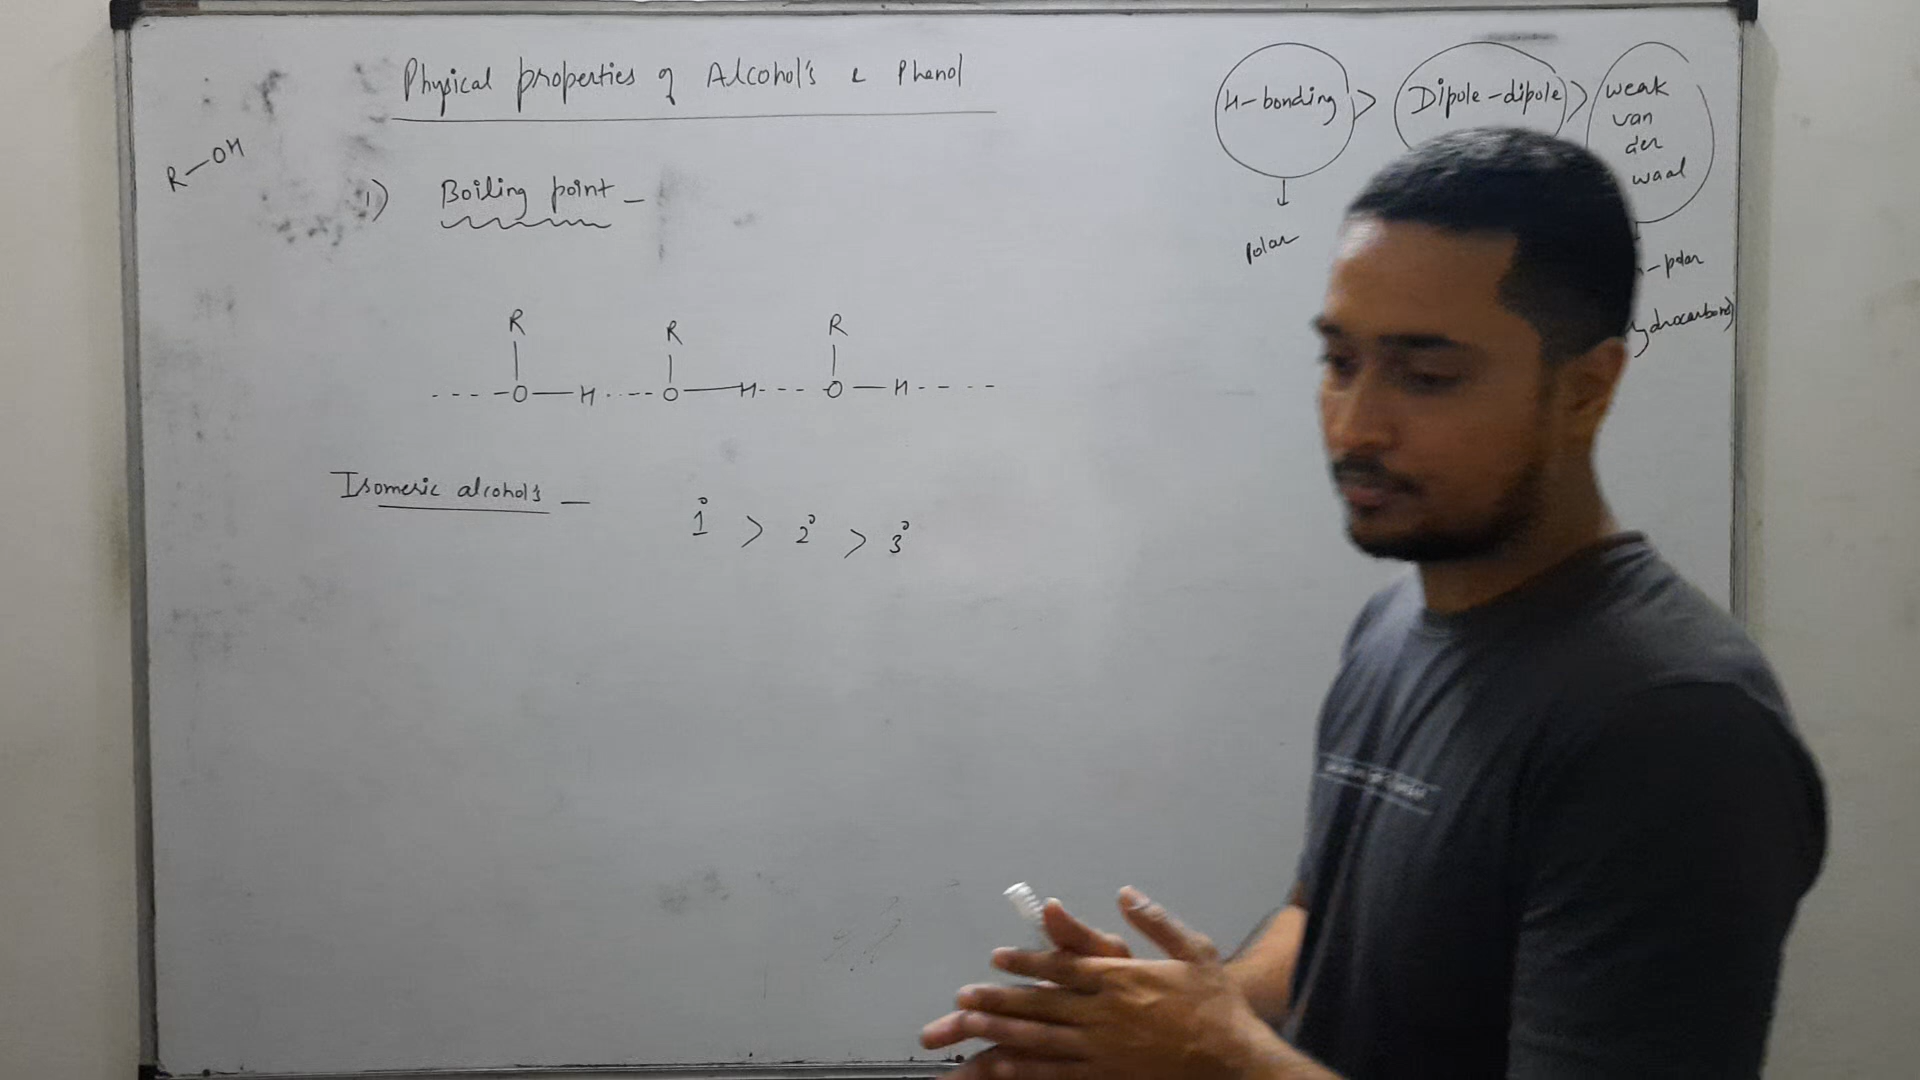 Physical properties of Alcohol's & Phenol
R-OH
1) Boiling point -
R R R
---- O — H ---- O — H --- O — H ----
Isomeric alcohols — 1° > 2° > 3°
H-bonding > Dipole-dipole > weak
van
der
waal
↓
Polar
-polar